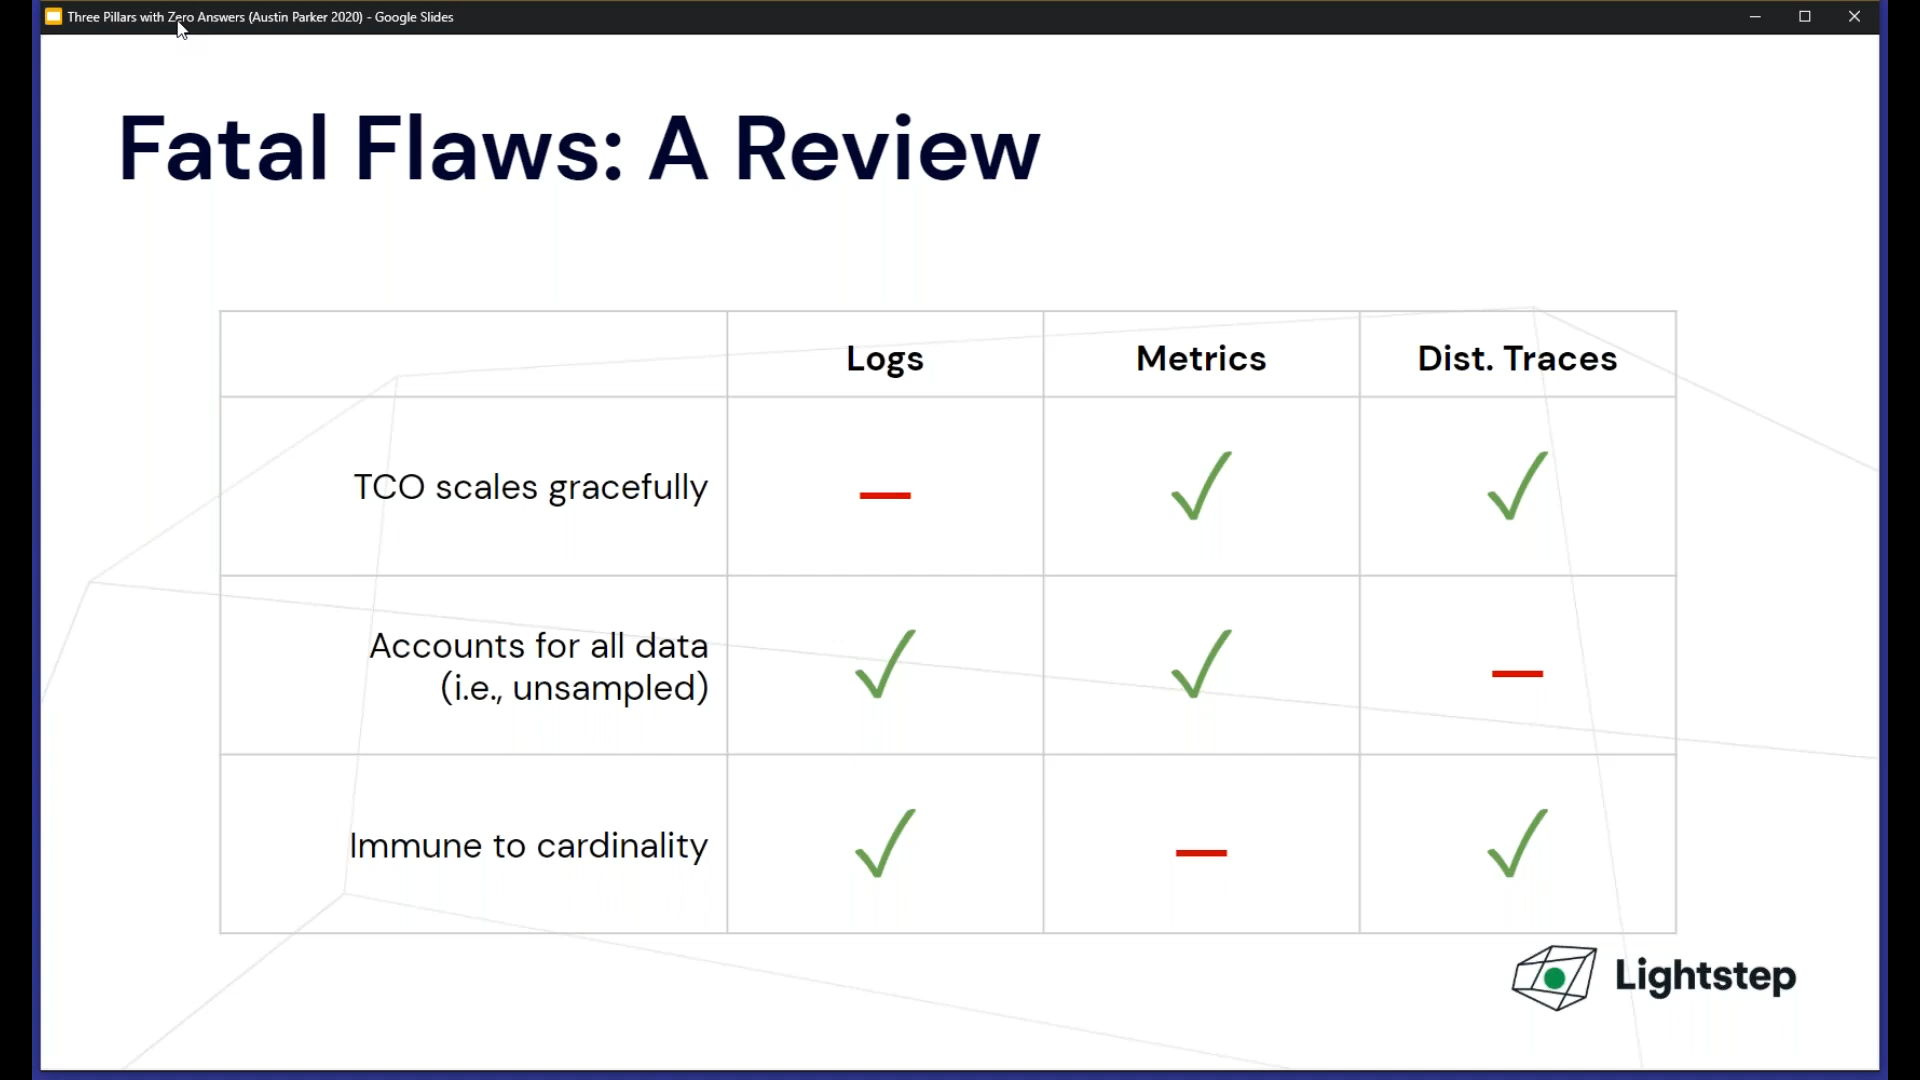 Three Pillars with Zero Answers (Austin Parker 2020) - Google Slides
Fatal Flaws: A Review
Logs Metrics Dist. Traces
TCO scales gracefully — ✓ ✓
Accounts for all data
(i.e., unsampled) ✓ ✓ —
Immune to cardinality ✓ — ✓
Lightstep